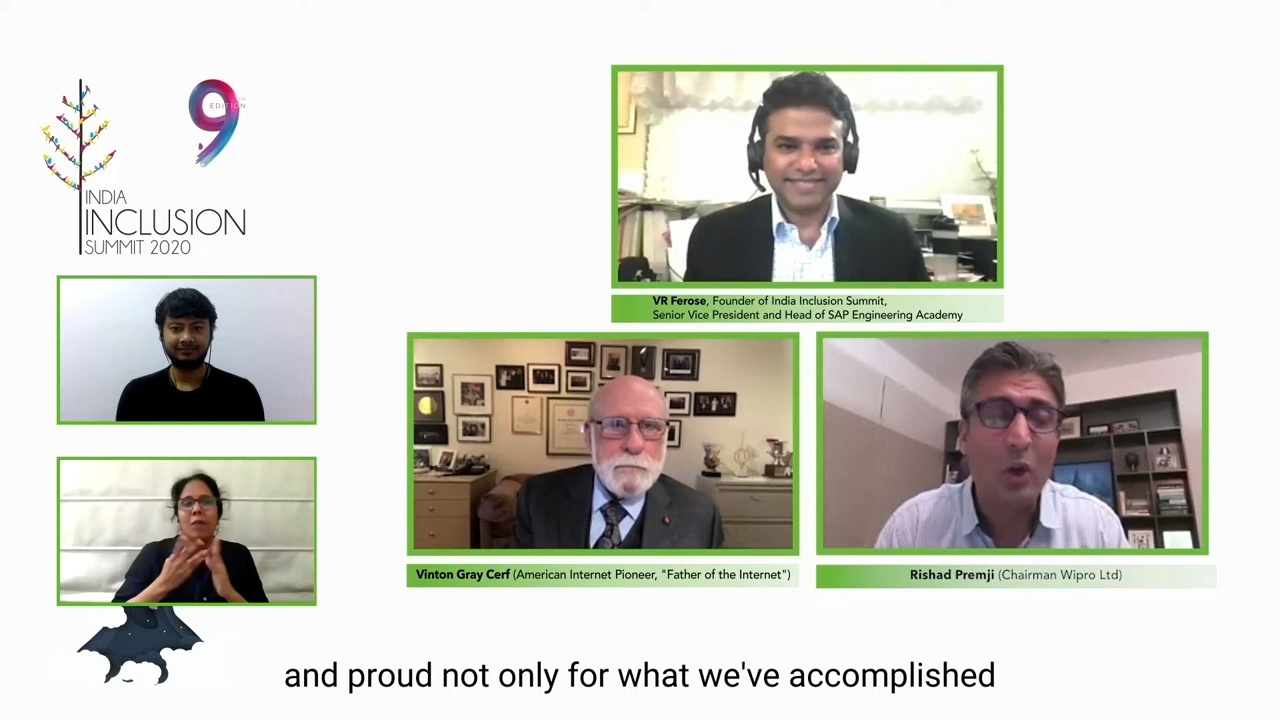 9
TH
EDITION
INDIA
INCLUSION
SUMMIT 2020
VR Ferose, Founder of India Inclusion Summit,
Senior Vice President and Head of SAP Engineering Academy
Vinton Gray Cerf (American Internet Pioneer, "Father of the Internet")
Rishad Premji (Chairman Wipro Ltd)
and proud not only for what we've accomplished